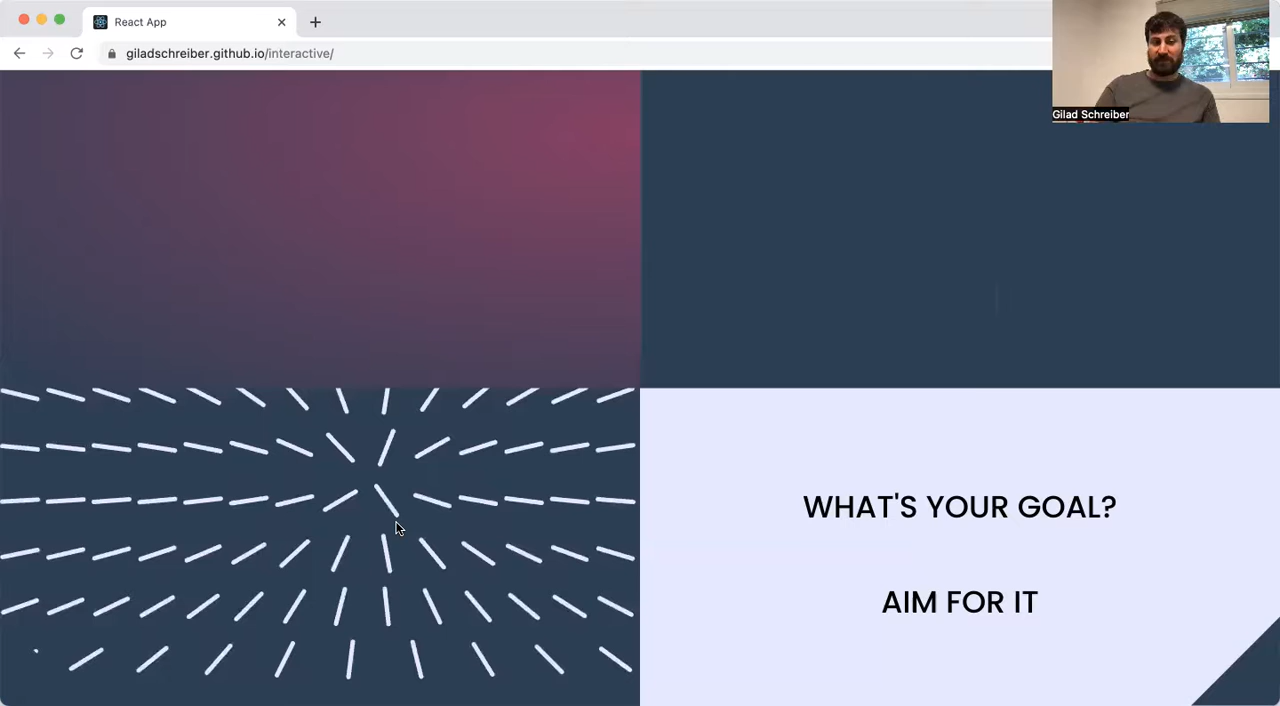 React App
giladschreiber.github.io/interactive/
Gilad Schreiber
WHAT'S YOUR GOAL?
AIM FOR IT